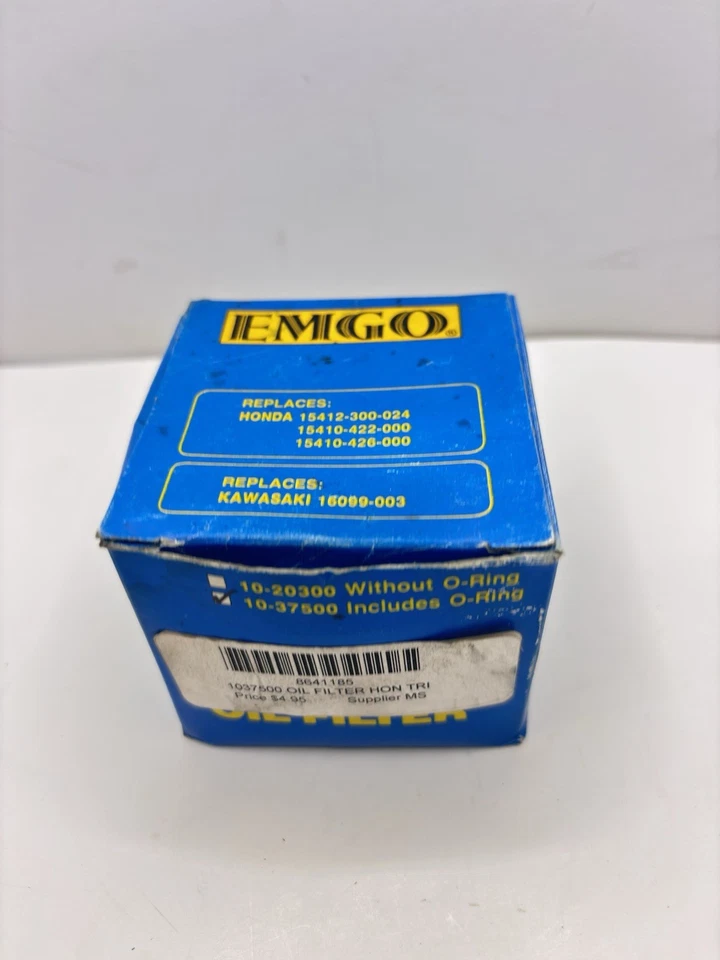 EMGO®
REPLACES:
HONDA 15412-300-024
15410-422-000
15410-426-000
REPLACES:
KAWASAKI 16099-003
10-20300 Without O-Ring
10-37500 Includes O-Ring
8641185
1037500 OIL FILTER HON TRI
Price $4.95 Supplier MS
OIL FILTER